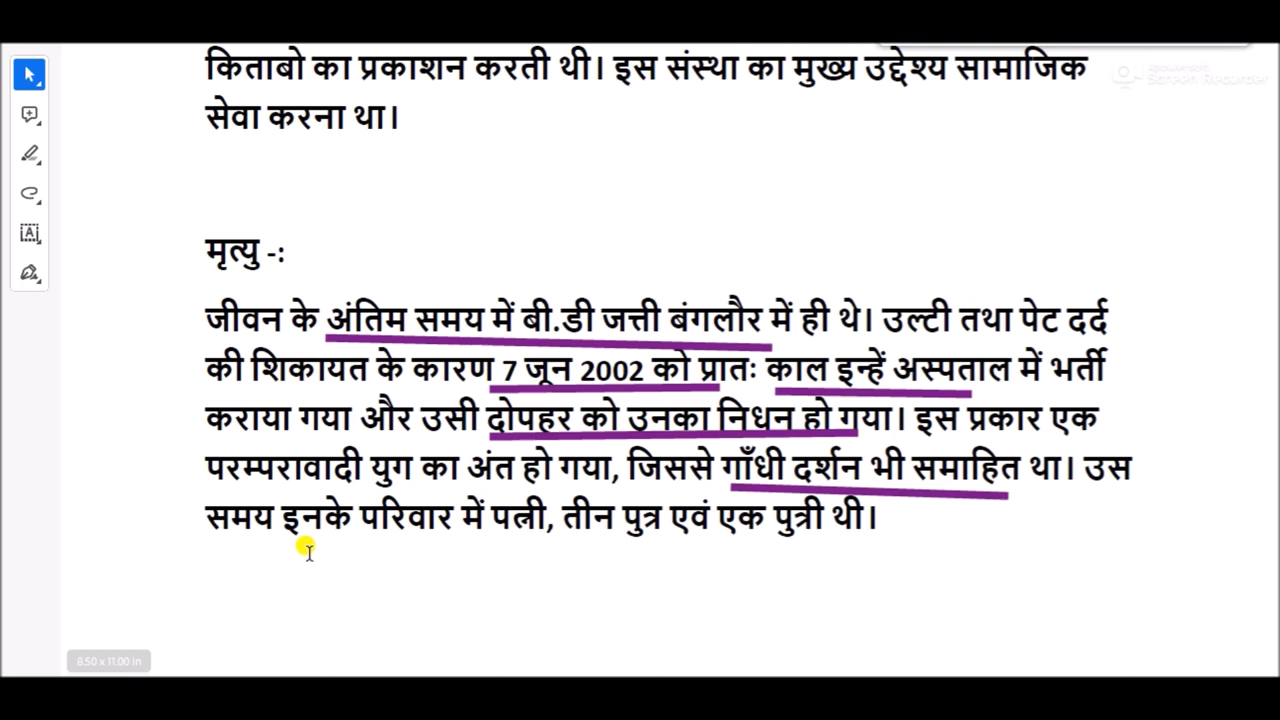 किताबो का प्रकाशन करती थी। इस संस्था का मुख्य उद्देश्य सामाजिक
सेवा करना था।
मृत्यु -:
जीवन के अंतिम समय में बी.डी जत्ती बंगलौर में ही थे। उल्टी तथा पेट दर्द
की शिकायत के कारण 7 जून 2002 को प्रातः काल इन्हें अस्पताल में भर्ती
कराया गया और उसी दोपहर को उनका निधन हो गया। इस प्रकार एक
परम्परावादी युग का अंत हो गया, जिससे गाँधी दर्शन भी समाहित था। उस
समय इनके परिवार में पत्नी, तीन पुत्र एवं एक पुत्री थी।
8.50 x 11.00 in